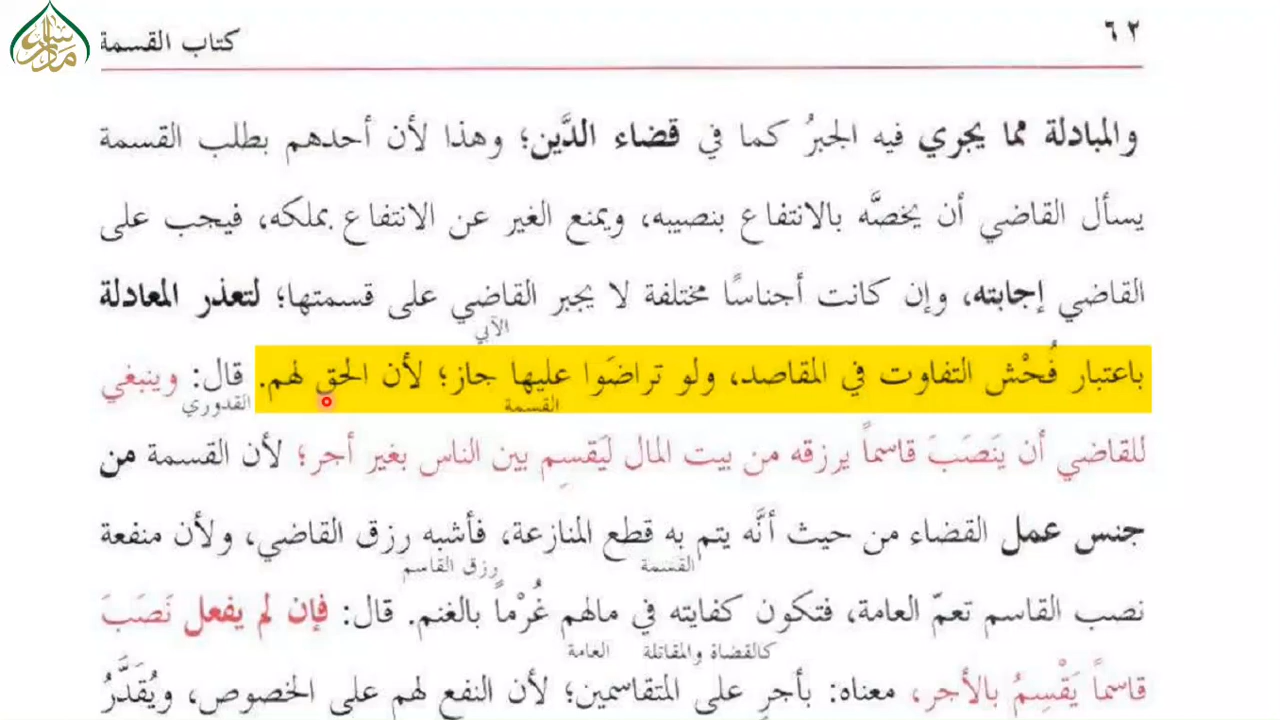 ٦٢
كتاب القسمة
والمبادلة مما يجري فيه الجبرُ كما في قضاء الدَّين؛ وهذا لأن أحدهم بطلب القسمة
يسأل القاضي أن يخصَّه بالانتفاع بنصيبه، ويمنع الغير عن الانتفاع بملكه، فيجب على
القاضي إجابته، وإن كانت أجناسًا مختلفة لا يجبر القاضي على قسمتها؛ لتعذر المعادلة
الآبي
باعتبار فُحْش التفاوت في المقاصد، ولو تراضَوا عليها جاز؛ لأن الحق لهم. قال: وينبغي
القسمة القدوري
للقاضي أن يَنَصَبَ قاسماً يرزقه من بيت المال ليَقسِم بين الناس بغير أجر؛ لأن القسمة من
جنس عمل القضاء من حيث أنَّه يتم به قطع المنازعة، فأشبه رزق القاضي، ولأن منفعة
القسمة رزق القاسم
نصب القاسم تعمّ العامة، فتكون كفايته في مالهم غُرْماً بالغنم. قال: فإن لم يفعل نَصَبَ
كالقضاة والمقاتلة العامة
قاسماً يَقْسِمُ بالأجر، معناه: بأجرٍ على المتقاسمين؛ لأن النفع لهم على الخصوص، ويُقَدَّرُ